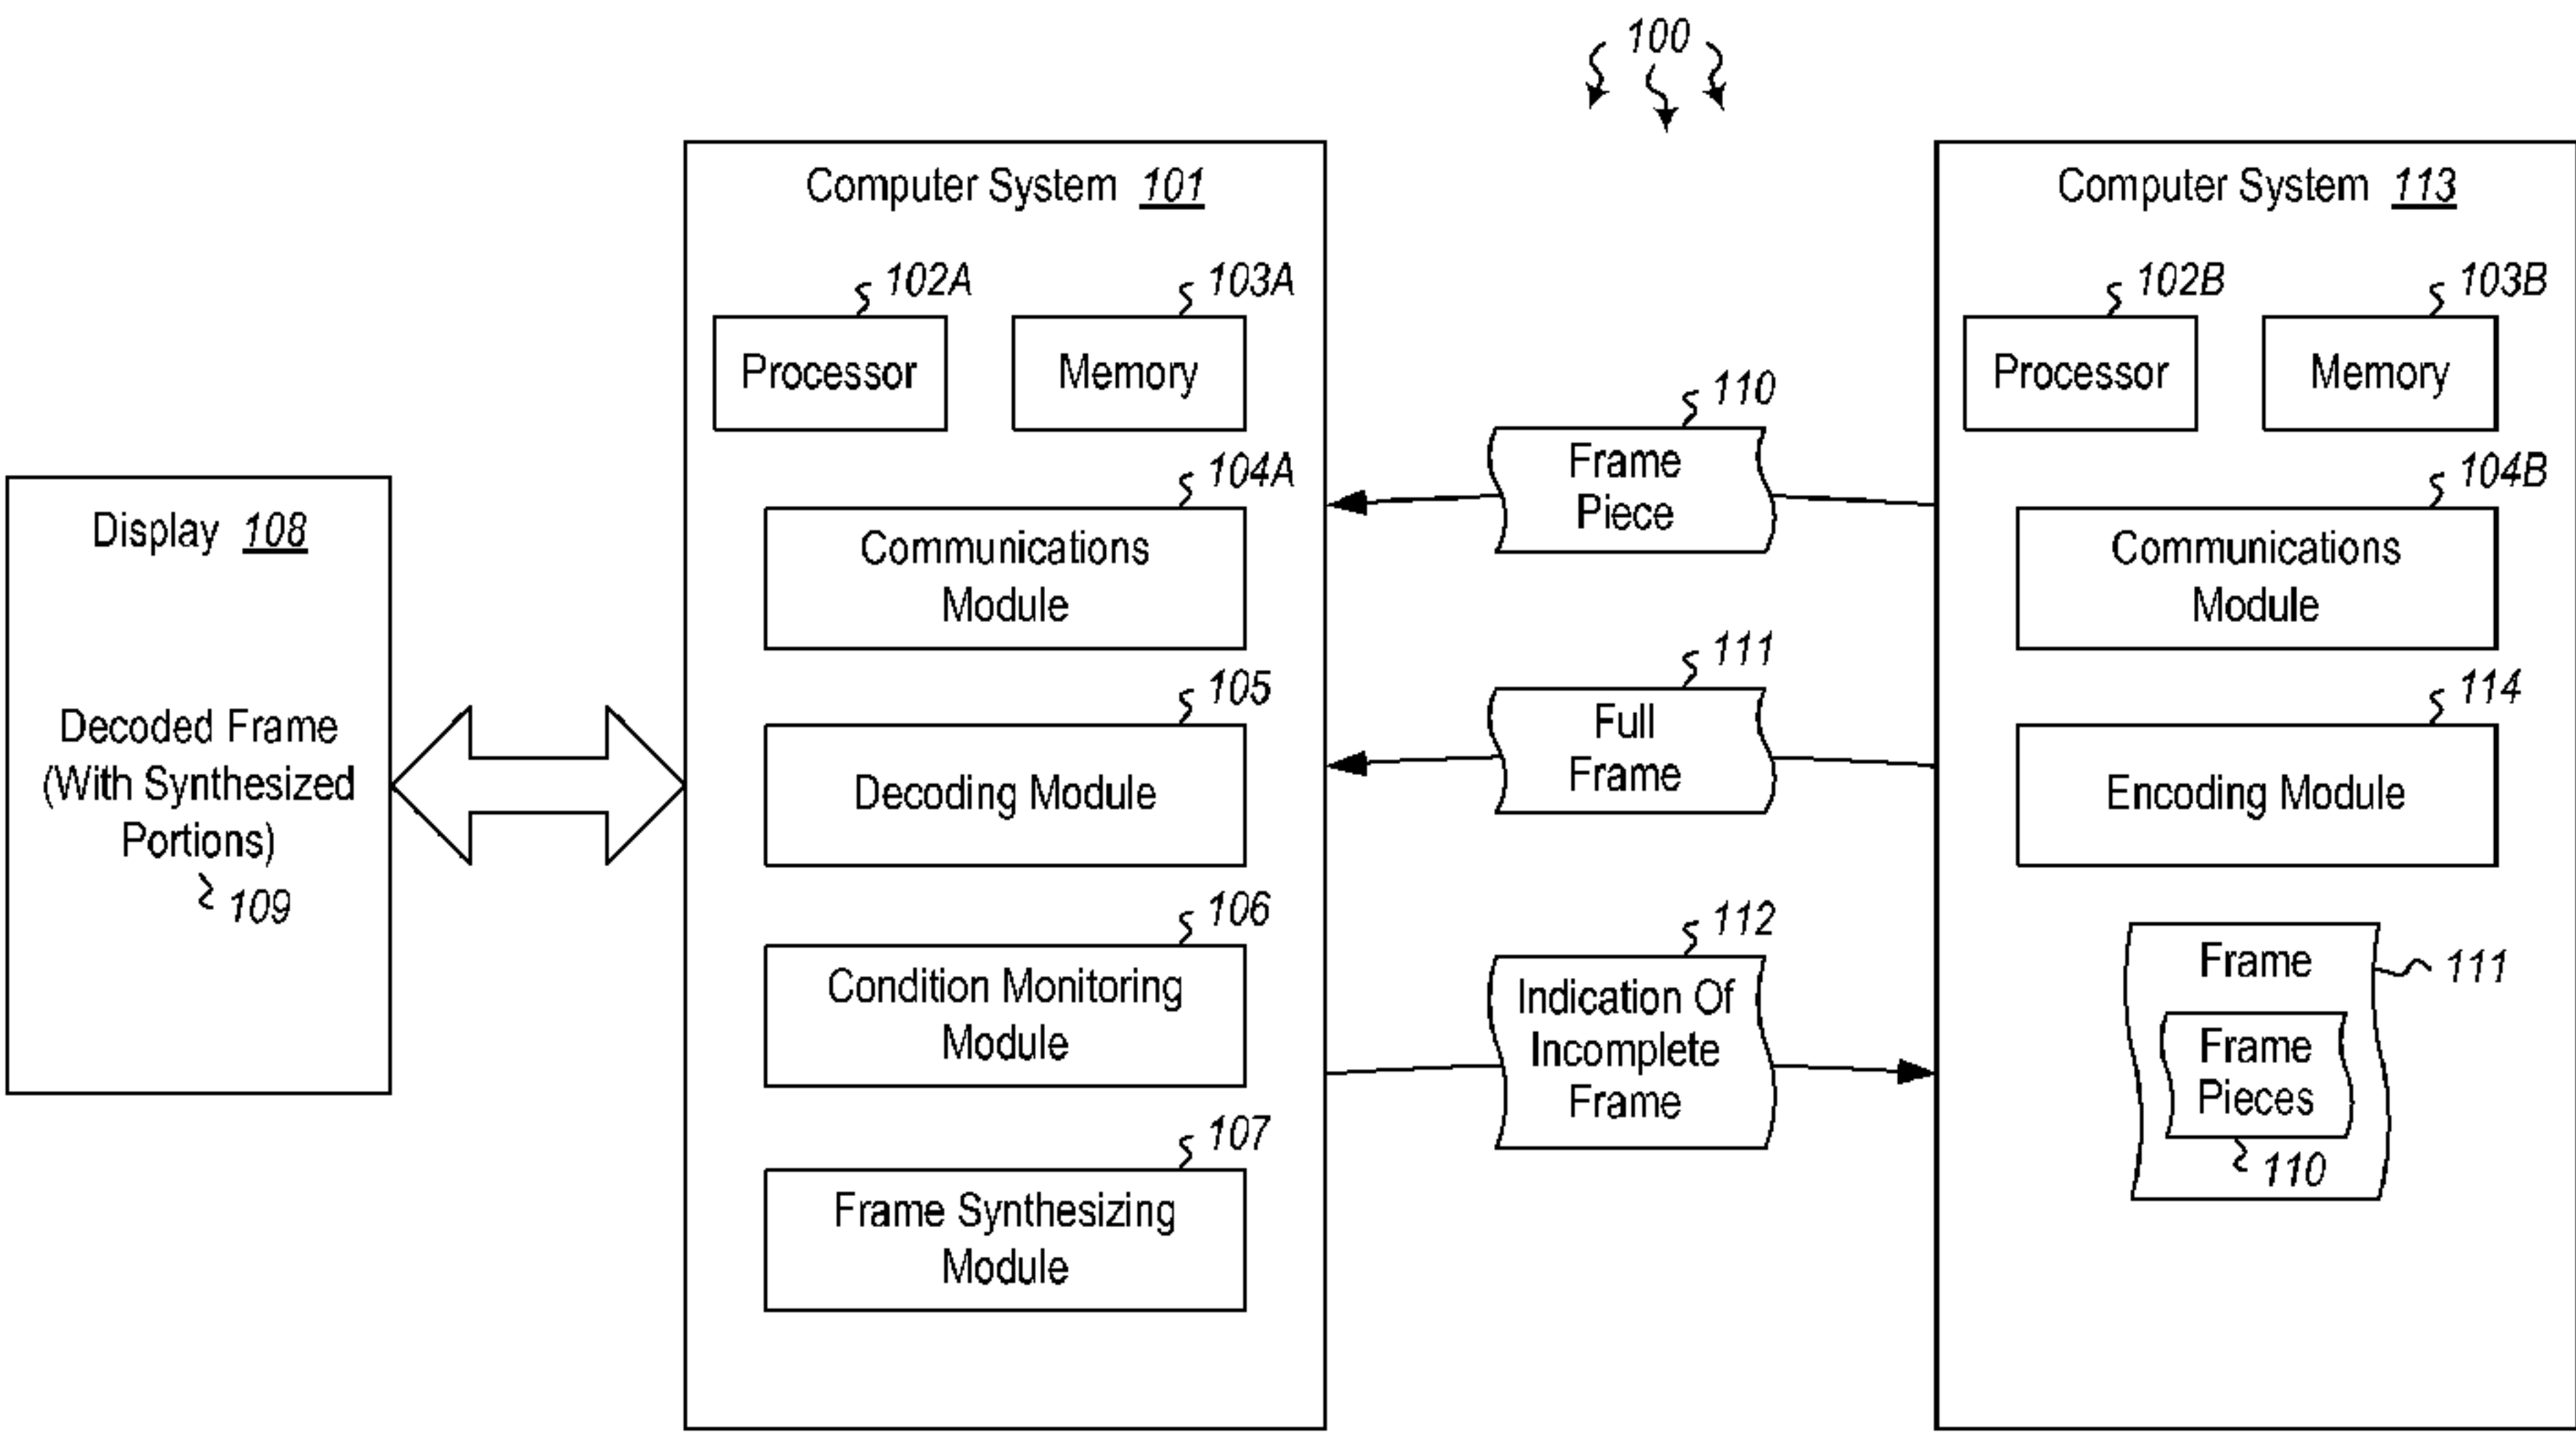 100
Computer System 101
102A
103A
Processor
Memory
104A
Communications
Module
105
Decoding Module
106
Condition Monitoring
Module
107
Frame Synthesizing
Module
Display 108
Decoded Frame
(With Synthesized
Portions)
109
110
Frame
Piece
111
Full
Frame
112
Indication Of
Incomplete
Frame
Computer System 113
102B
103B
Processor
Memory
104B
Communications
Module
114
Encoding Module
Frame
111
Frame
Pieces
110